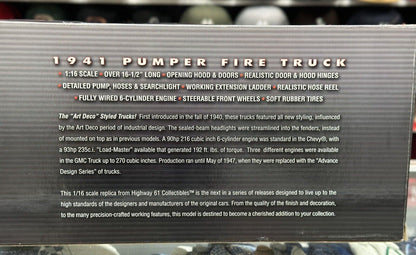 1941 PUMPER FIRE TRUCK
• 1:16 SCALE • OVER 16-1/2" LONG • OPENING HOOD & DOORS • REALISTIC DOOR & HOOD HINGES
• DETAILED PUMP, HOSES & SEARCHLIGHT • WORKING EXTENSION LADDER • REALISTIC HOSE REEL
• FULLY WIRED 6-CYLINDER ENGINE • STEERABLE FRONT WHEELS • SOFT RUBBER TIRES
The "Art Deco" Styled Trucks! First introduced in the fall of 1940, these trucks featured all new styling, influenced
by the Art Deco period of industrial design. The sealed-beam headlights were streamlined into the fenders, instead
of mounted on top as in previous models. A 90hp 216 cubic inch 6-cylinder engine was standard in the Chevy®, with
a 93hp 235c.i. "Load-Master" available that generated 192 ft. lbs. of torque. Three different engines were available
in the GMC Truck up to 270 cubic inches. Production ran until May of 1947, when they were replaced with the "Advance
Design Series" of trucks.
This 1/16 scale replica from Highway 61 Collectibles™ is the next in a series of releases designed to live up to the
high standards of the designers and manufacturers of the original cars. From the quality of the finish and decoration,
to the many precision-crafted working features, this model is destined to become a cherished addition to your collection.